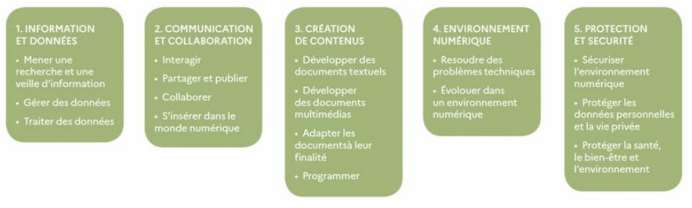 1. INFORMATION
ET DONNÉES
• Mener une
recherche et une
veille d'information
• Gérer des données
• Traiter des données
2. COMMUNICATION
ET COLLABORATION
• Interagir
• Partager et publier
• Collaborer
• S'insérer dans le
monde numérique
3. CRÉATION
DE CONTENUS
• Développer des
documents textuels
• Développer
des documents
multimédias
• Adapter les
documentsà leur
finalité
• Programmer
4. ENVIRONNEMENT
NUMÉRIQUE
• Resoudre des
problèmes techniques
• Évolouer dans
un environnement
numérique
5. PROTECTION
ET SECURITÉ
• Sécuriser
l'environnement
numérique
• Protéger les
données personnelles
et la vie privée
• Protéger la santé,
le bien-être et
l'environnement